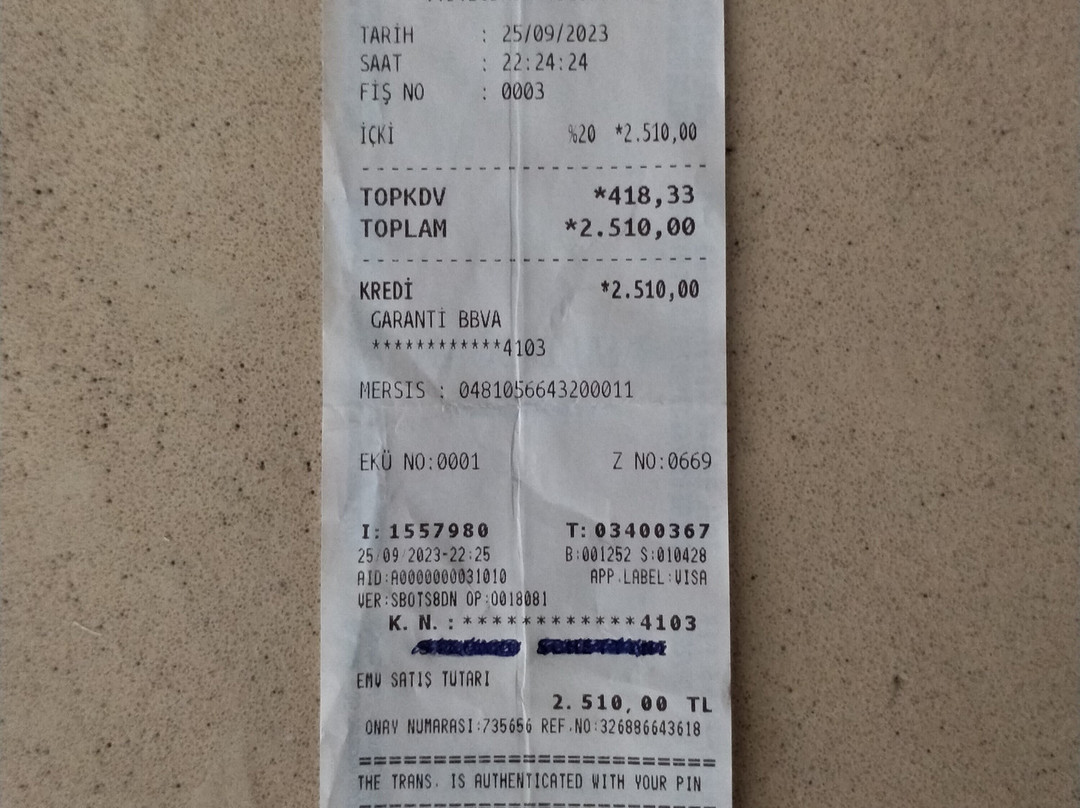 TARİH : 25/09/2023
SAAT : 22:24:24
FİŞ NO : 0003
İÇKİ %20 *2.510,00
TOPKDV *418,33
TOPLAM *2.510,00
KREDİ *2.510,00
GARANTİ BBVA
************4103
MERSIS : 0481056643200011
EKÜ NO:0001 Z NO:0669
I: 1557980 T: 03400367
25/09/2023-22:25 B:001252 S:010428
AID:A0000000031010 APP.LABEL:VISA
VER:SBOTS8DN OP:0018081
K. N. : ************4103
EMV SATIŞ TUTARI
2.510,00 TL
ONAY NUMARASI:735656 REF.NO:326886643618
THE TRANS. IS AUTHENTICATED WITH YOUR PIN